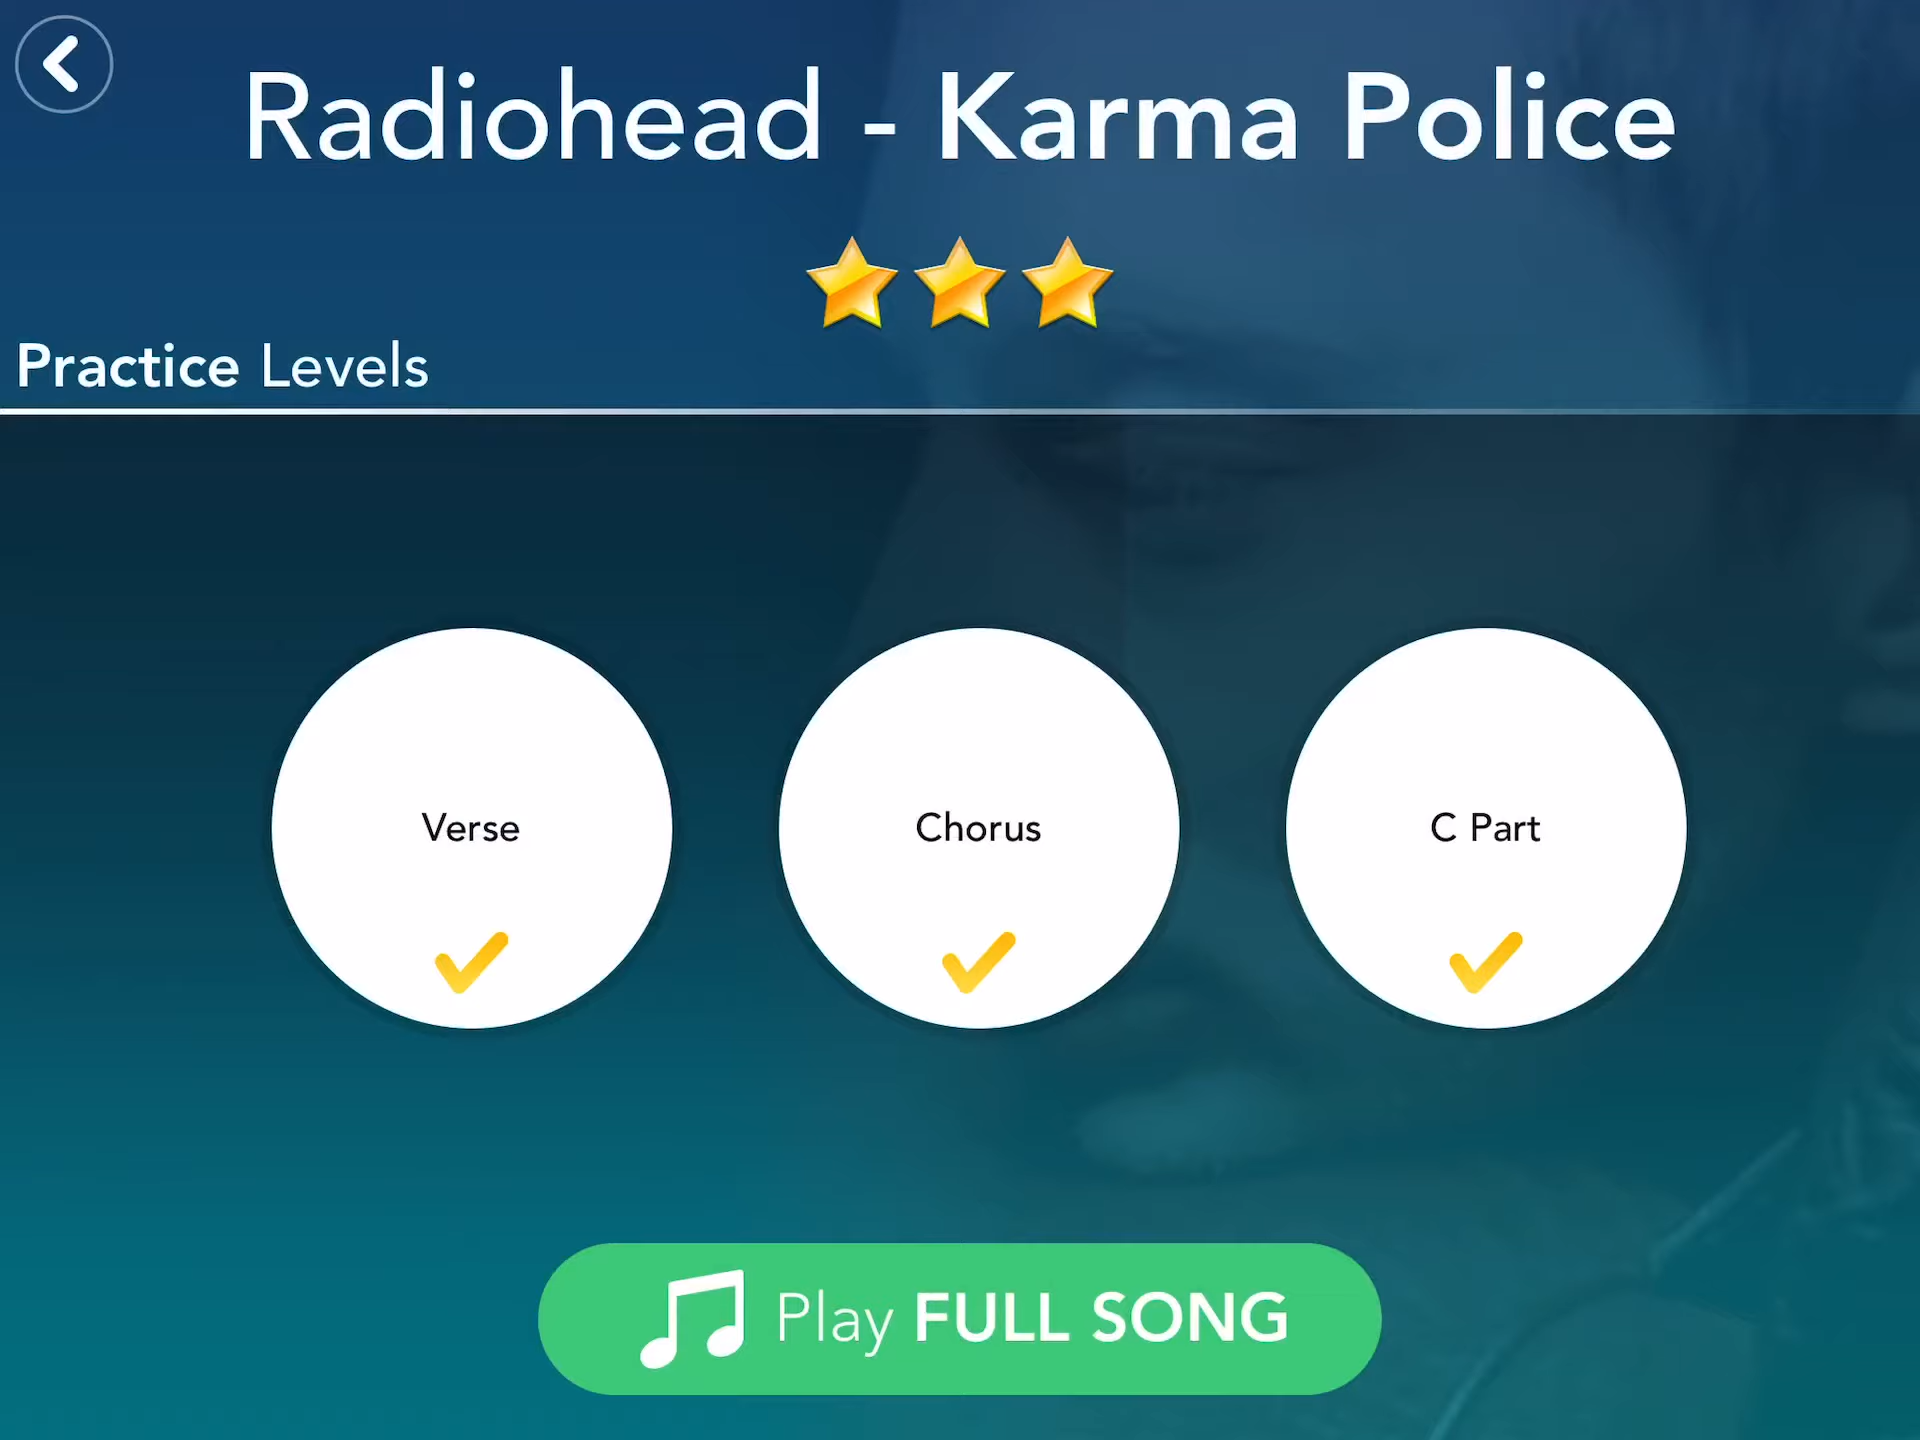 Radiohead - Karma Police
Practice Levels
Verse
Chorus
C Part
Play FULL SONG